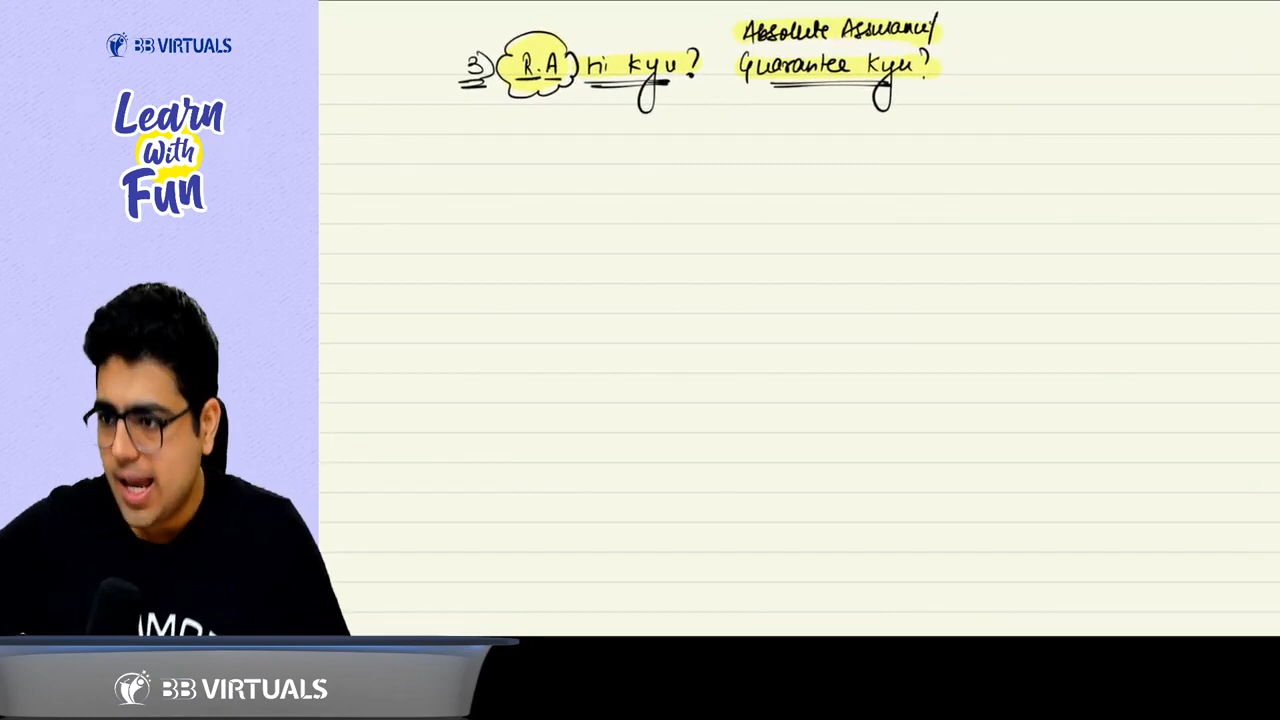 BB VIRTUALS
Learn
With
Fun
3) R.A hi kyu?
Absolute Assurance/
Guarantee kyu?
BB VIRTUALS